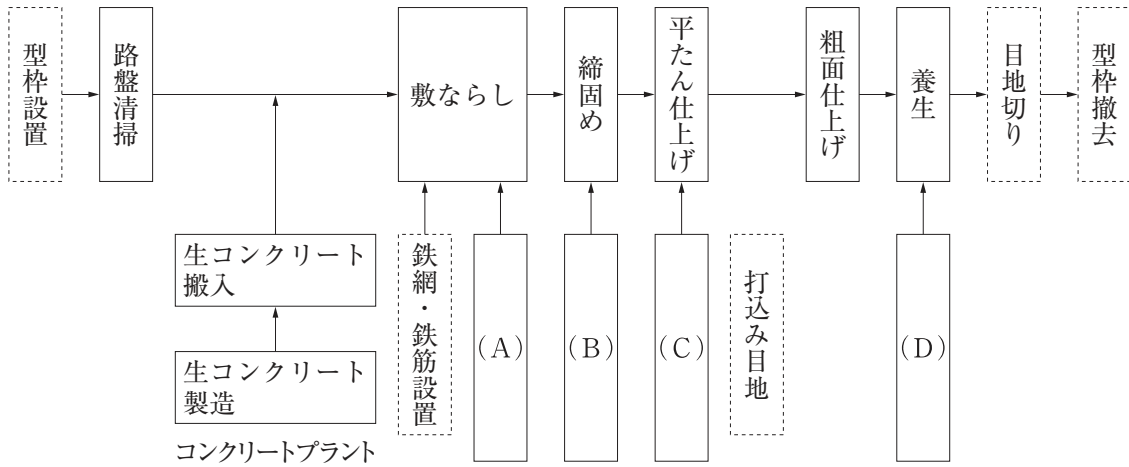 型枠設置
路盤清掃
敷ならし
締固め
平たん仕上げ
粗面仕上げ
養生
目地切り
型枠撤去
生コンクリート
搬入
生コンクリート
製造
コンクリートプラント
鉄網・鉄筋設置
(A)
(B)
(C)
打込み目地
(D)